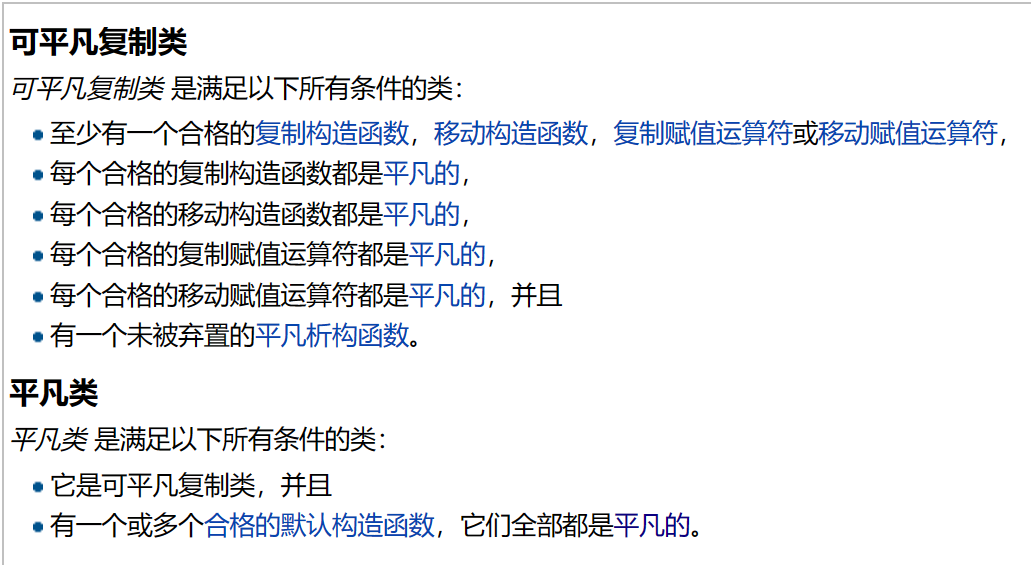 可平凡复制类
可平凡复制类 是满足以下所有条件的类：
至少有一个合格的复制构造函数，移动构造函数，复制赋值运算符或移动赋值运算符，
每个合格的复制构造函数都是平凡的，
每个合格的移动构造函数都是平凡的，
每个合格的复制赋值运算符都是平凡的，
每个合格的移动赋值运算符都是平凡的，并且
有一个未被弃置的平凡析构函数。
平凡类
平凡类 是满足以下所有条件的类：
它是可平凡复制类，并且
有一个或多个合格的默认构造函数，它们全部都是平凡的。